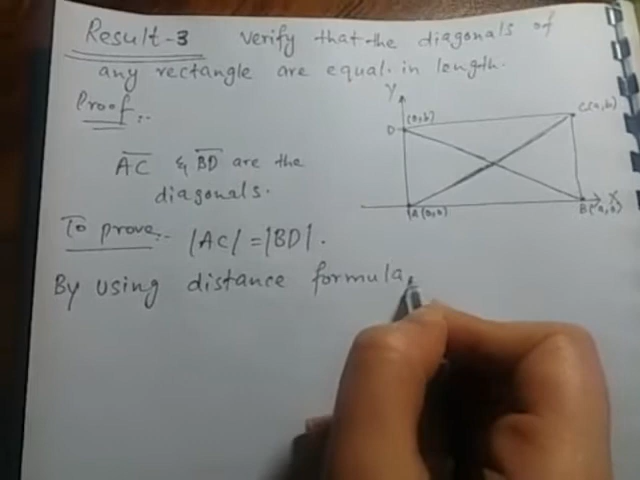 Result-3 Verify that the diagonals of
any rectangle are equal in length.
Proof:-
Y
C(a,b)
(0,b)
D
AC & BD are the
diagonals.
A(0,0)
B(a,0)
X
To prove:- |AC| = |BD|.
By using distance formula,